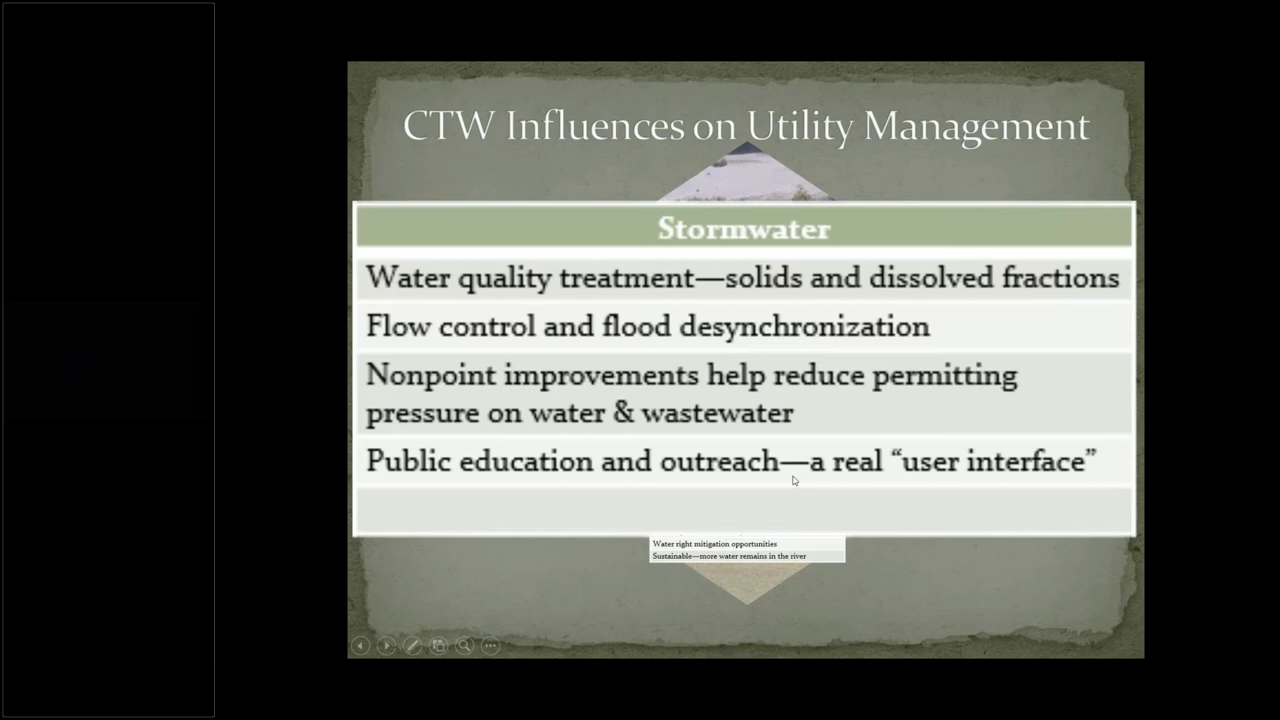 CTW Influences on Utility Management
Stormwater
Water quality treatment—solids and dissolved fractions
Flow control and flood desynchronization
Nonpoint improvements help reduce permitting
pressure on water & wastewater
Public education and outreach—a real “user interface”
Water right mitigation opportunities
Sustainable—more water remains in the river